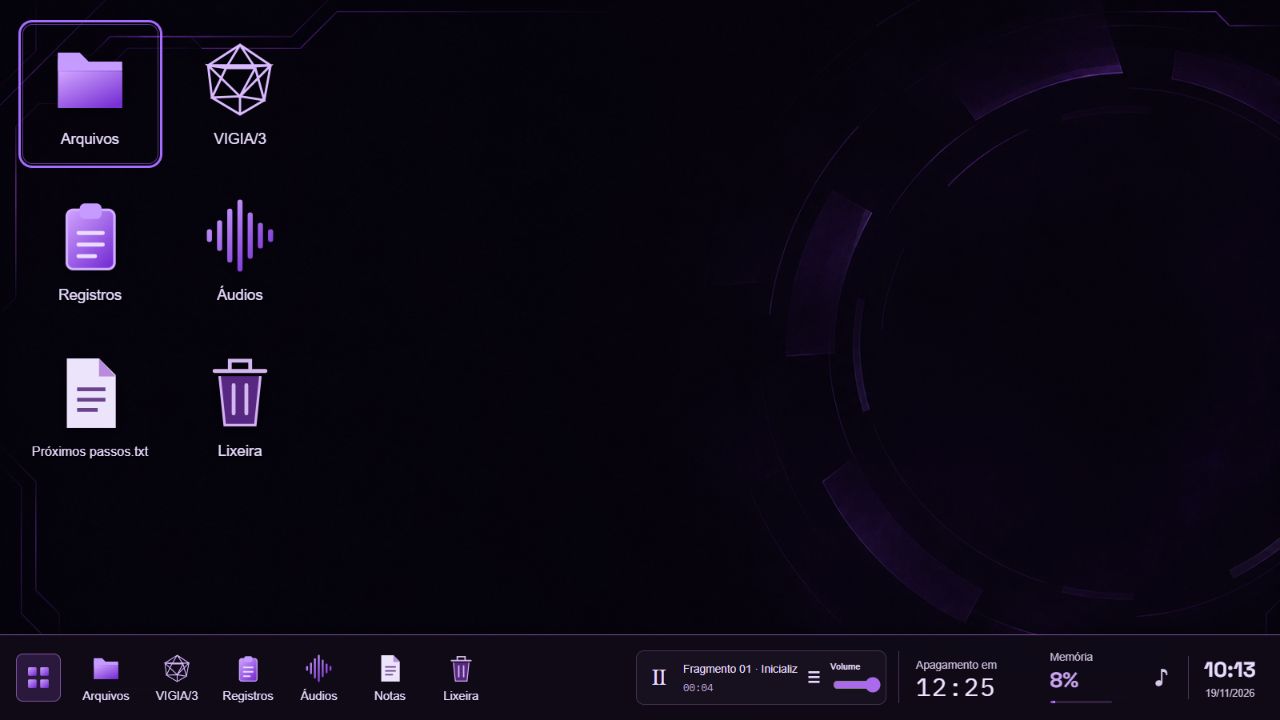 Arquivos
VIGIA/3
Registros
Áudios
Próximos passos.txt
Lixeira
Arquivos
VIGIA/3
Registros
Áudios
Notas
Lixeira
Fragmento 01 · Inicializ
00:04
Volume
Apagamento em
12:25
Memória
8%
10:13
19/11/2026